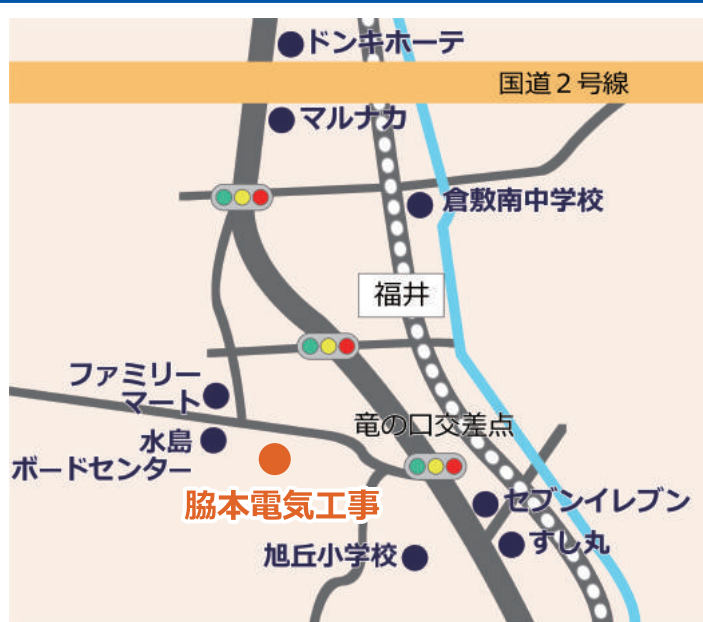 ドンキホーテ
国道2号線
マルナカ
倉敷南中学校
福井
ファミリー
マート
竜の口交差点
水島
ボードセンター
脇本電気工事
セブンイレブン
すし丸
旭丘小学校